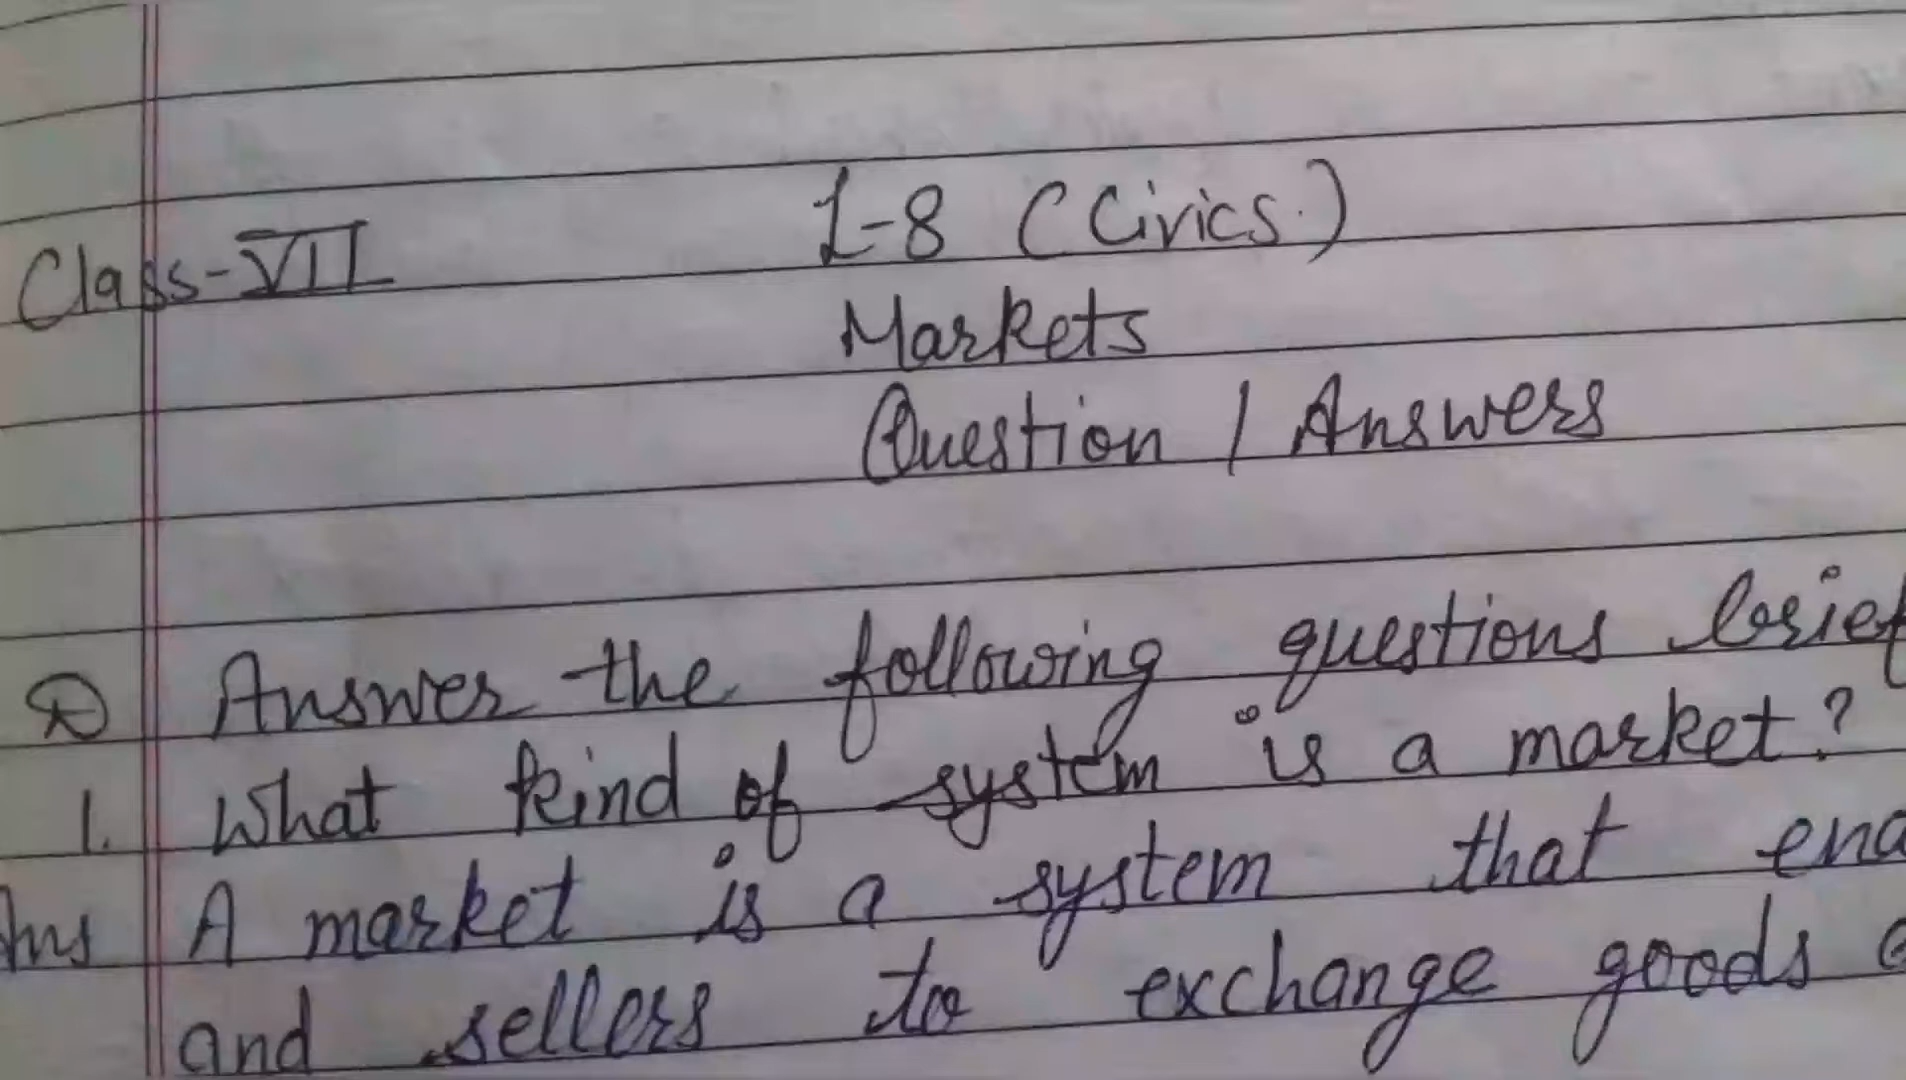 L-8 (Civics.)
Class-VII
Markets
Question / Answers
Answer the following questions
1. What kind of system is a market?
Ans A market is a system that
and sellers to exchange goods